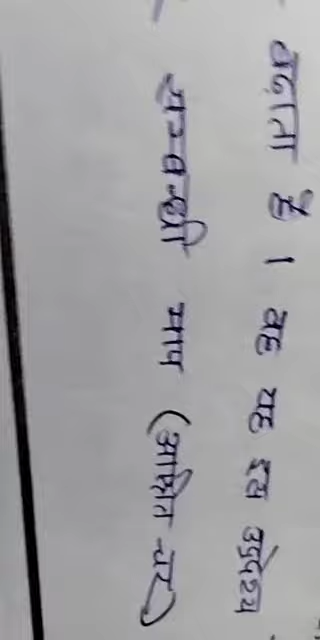 बढ़ाना है। वह यह इस उद्देश्य
सम्बन्धी माप (आश्रित चर)